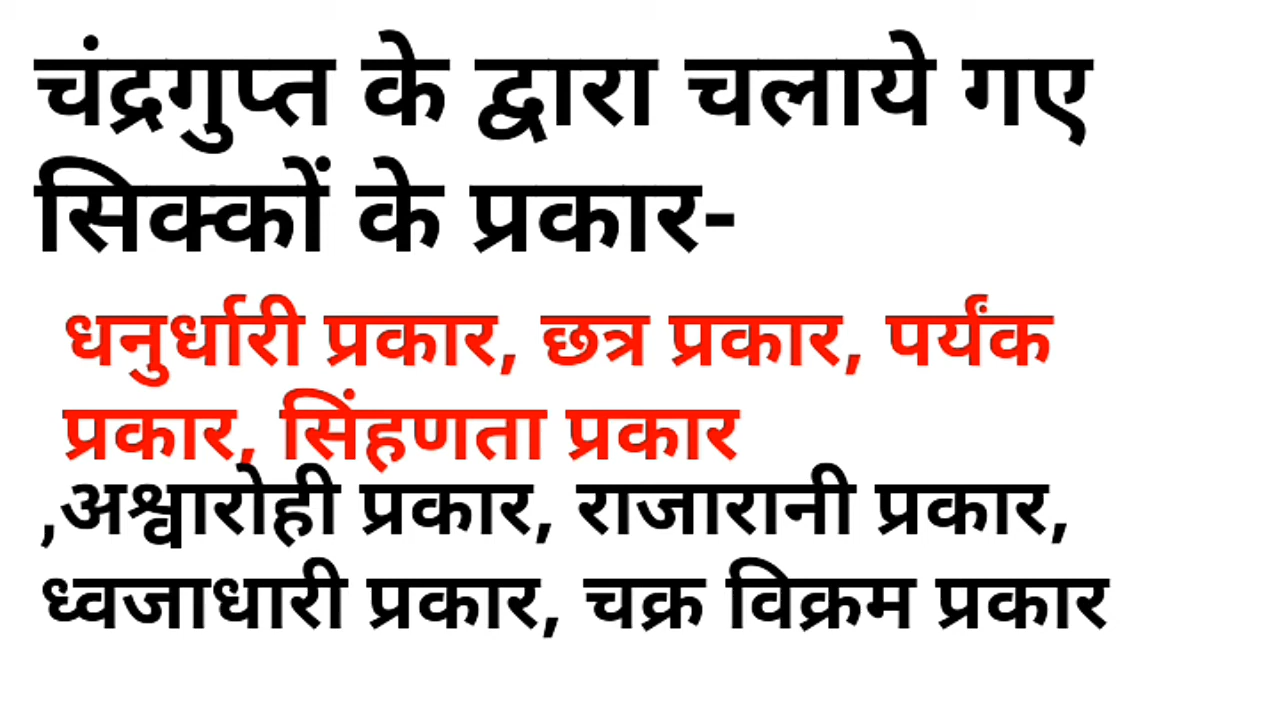 चंद्रगुप्त के द्वारा चलाये गए
सिक्कों के प्रकार-
धनुर्धारी प्रकार, छत्र प्रकार, पर्यंक
प्रकार, सिंहणता प्रकार
,अश्वारोही प्रकार, राजारानी प्रकार,
ध्वजाधारी प्रकार, चक्र विक्रम प्रकार